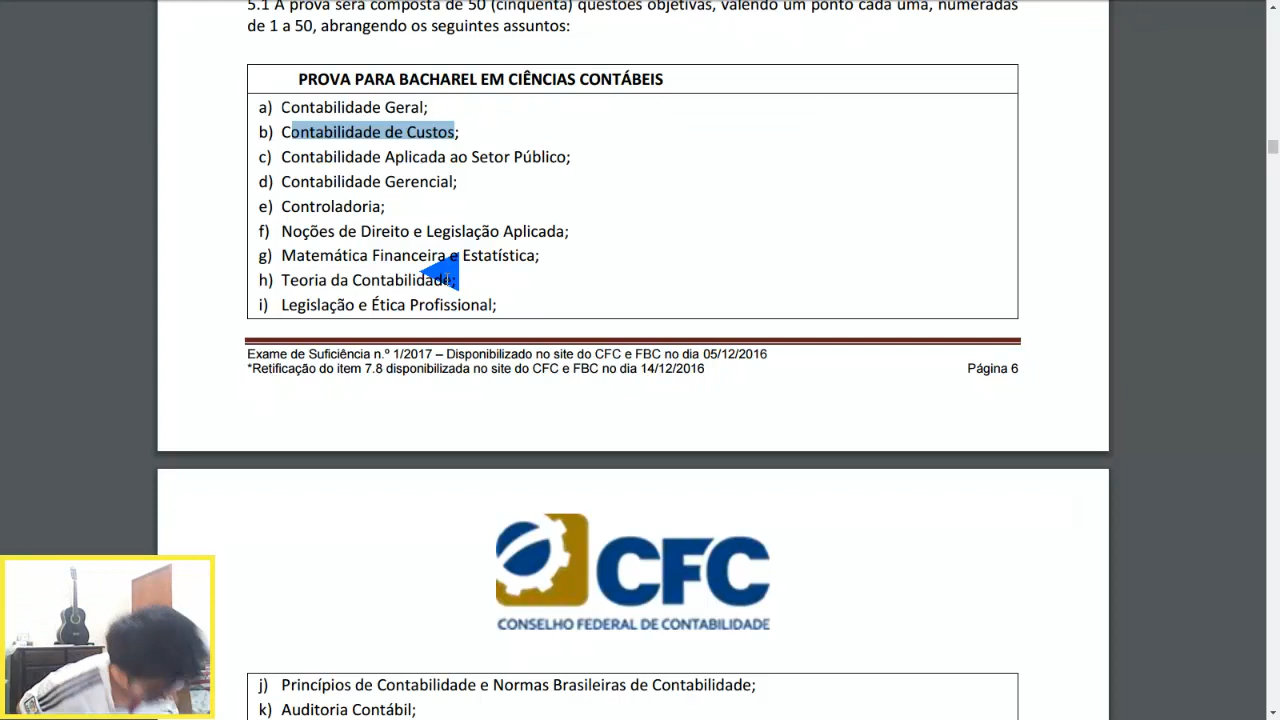 5.1 A prova será composta de 50 (cinquenta) questões objetivas, valendo um ponto cada uma, numeradas
de 1 a 50, abrangendo os seguintes assuntos:
PROVA PARA BACHAREL EM CIÊNCIAS CONTÁBEIS
a) Contabilidade Geral;
b) Contabilidade de Custos;
c) Contabilidade Aplicada ao Setor Público;
d) Contabilidade Gerencial;
e) Controladoria;
f) Noções de Direito e Legislação Aplicada;
g) Matemática Financeira e Estatística;
h) Teoria da Contabilidade;
i) Legislação e Ética Profissional;
Exame de Suficiência n.º 1/2017 – Disponibilizado no site do CFC e FBC no dia 05/12/2016
*Retificação do item 7.8 disponibilizada no site do CFC e FBC no dia 14/12/2016
Página 6
CFC
CONSELHO FEDERAL DE CONTABILIDADE
j) Princípios de Contabilidade e Normas Brasileiras de Contabilidade;
k) Auditoria Contábil;